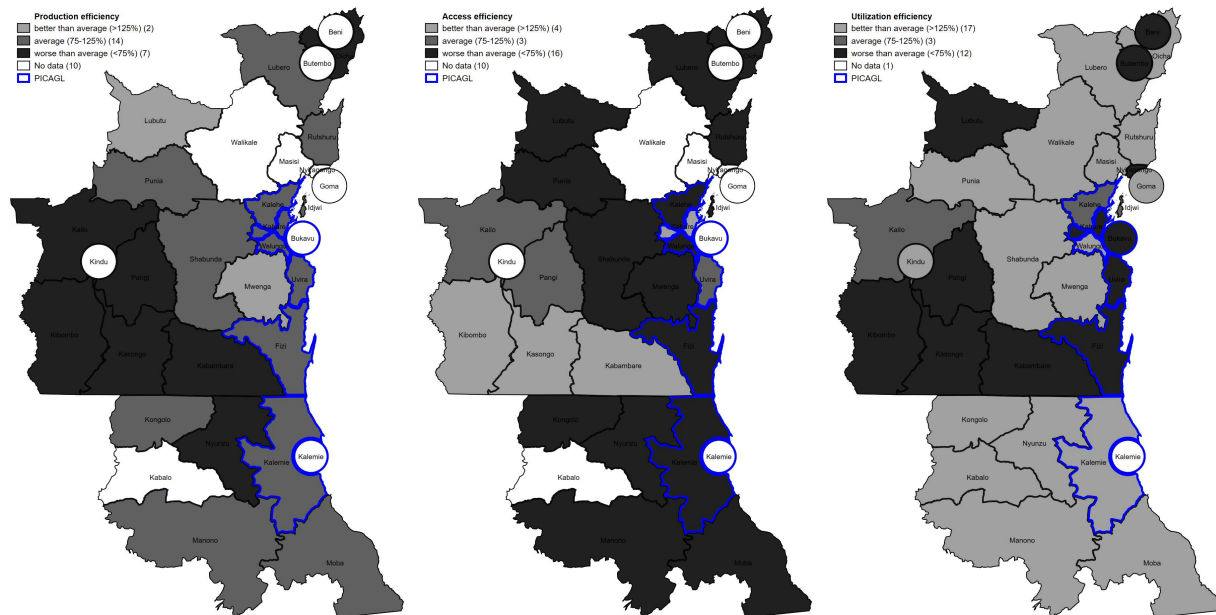 Production efficiency
better than average (>125%) (2)
average (75-125%) (14)
worse than average (<75%) (7)
No data (10)
PICAGL
Beni
Oicha
Butembo
Lubero
Lubutu
Walikale
Rutshuru
Masisi
Nyiragongo
Punia
Goma
Kalehe
Idjwi
Kailo
Kabare
Bukavu
Walungu
Kindu
Shabunda
Pangi
Uvira
Mwenga
Kibombo
Fizi
Kasongo
Kabambare
Kongolo
Nyunzu
Kalemie
Kalemie
Kabalo
Manono
Moba
Access efficiency
better than average (>125%) (4)
average (75-125%) (3)
worse than average (<75%) (16)
No data (10)
PICAGL
Beni
Oicha
Butembo
Lubero
Lubutu
Walikale
Rutshuru
Masisi
Nyiragongo
Punia
Goma
Kalehe
Idjwi
Kailo
Kabare
Bukavu
Walungu
Kindu
Shabunda
Pangi
Uvira
Mwenga
Kibombo
Fizi
Kasongo
Kabambare
Kongolo
Nyunzu
Kalemie
Kalemie
Kabalo
Manono
Moba
Utilization efficiency
better than average (>125%) (17)
average (75-125%) (3)
worse than average (<75%) (12)
No data (1)
PICAGL
Beni
Oicha
Butembo
Lubero
Lubutu
Walikale
Rutshuru
Masisi
Nyiragongo
Punia
Goma
Kalehe
Idjwi
Kailo
Bukavu
Walungu
Kindu
Shabunda
Pangi
Uvira
Mwenga
Kibombo
Fizi
Kasongo
Kabambare
Kongolo
Nyunzu
Kalemie
Kalemie
Kabalo
Manono
Moba